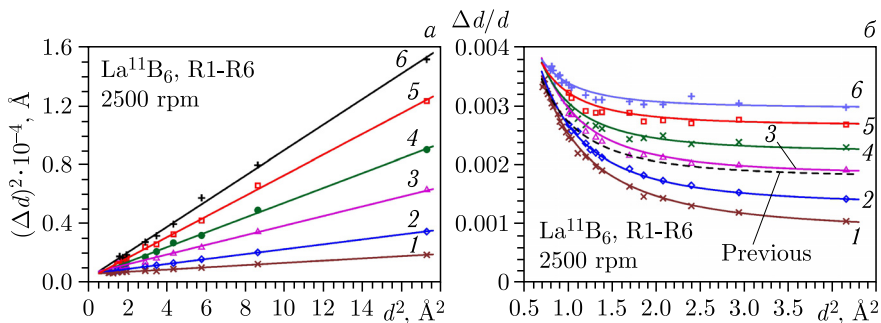 а
1.6
1.2
0.8
0.4
0.0
(Δd)²·10⁻⁴, Å
La¹¹B₆, R1-R6
2500 rpm
6
5
4
3
2
1
0 2 4 6 8 10 12 14 16
d², Å²
Δd/d
б
0.004
0.003
0.002
0.001
0
6
5
3
4
2
1
La¹¹B₆, R1-R6
2500 rpm
Previous
0.5 1.0 1.5 2.0 2.5 3.0 3.5 4.0
d², Å²